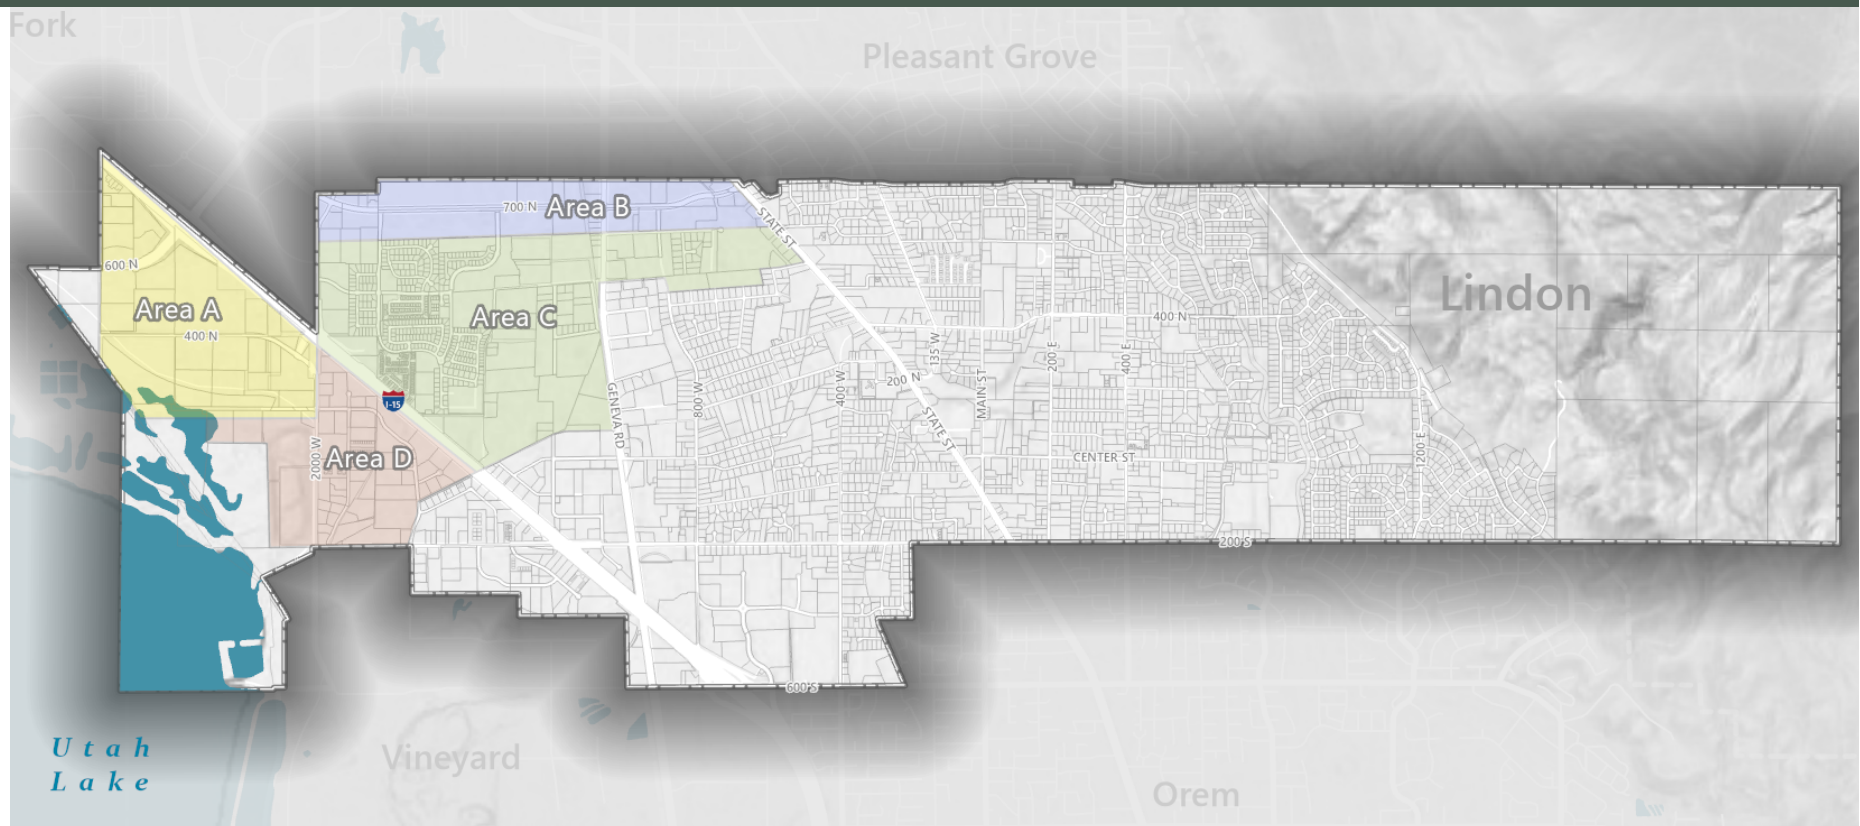 Fork
Pleasant Grove
700 N
Area B
STATE ST
600 N
Area A
Area C
Lindon
400 N
400 N
135 W
200 E
400 E
200 N
I-15
GENEVA RD
800 W
400 W
MAIN ST
STATE ST
2000 W
Area D
CENTER ST
1200 E
200 S
600 S
Utah
Lake
Vineyard
Orem